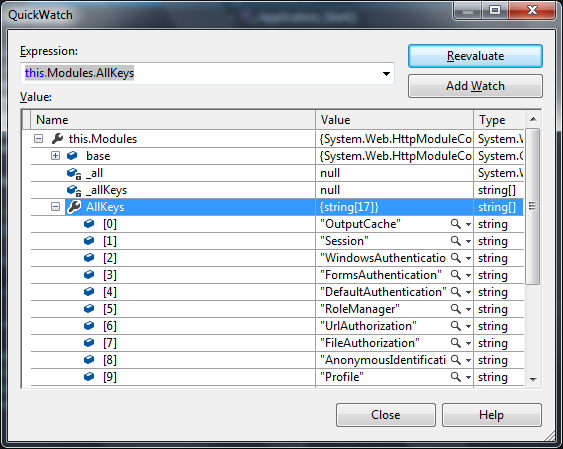 QuickWatch
Expression:
Reevaluate
this.Modules.AllKeys
Add Watch
Value:
Name Value Type
this.Modules {System.Web.HttpModuleCo System.W
base {System.Web.HttpModuleCo System.C
_all null System.W
_allKeys null string[]
AllKeys {string[17]} string[]
[0] "OutputCache" string
[1] "Session" string
[2] "WindowsAuthenticatio string
[3] "FormsAuthentication" string
[4] "DefaultAuthentication" string
[5] "RoleManager" string
[6] "UrlAuthorization" string
[7] "FileAuthorization" string
[8] "AnonymousIdentificati string
[9] "Profile" string
Close Help